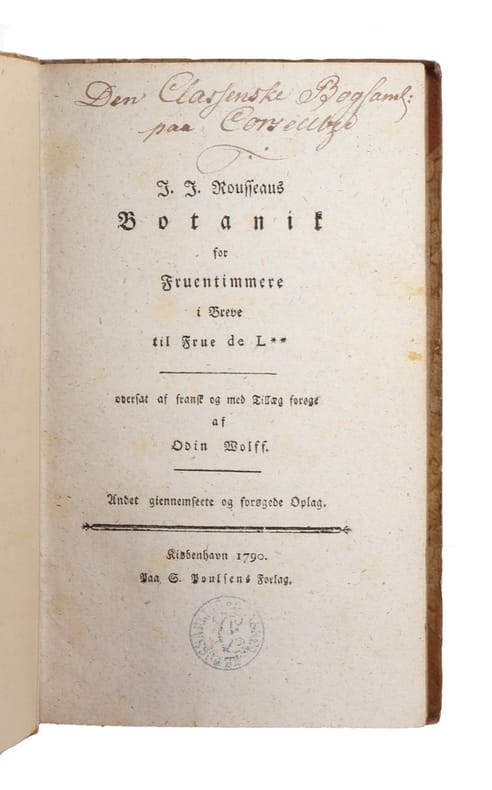 Den Classenske Bogsaml:
paa Corselitze
J. J. Rousseaus
Botanik
for
Fruentimmere
i Breve
til Frue de L**
oversat af fransk og med Tillæg forøgt
af
Odin Wolff.
Andet giennemseete og forøgede Oplag.
Kiøbenhavn 1790.
Paa S. Poulsens Forlag.